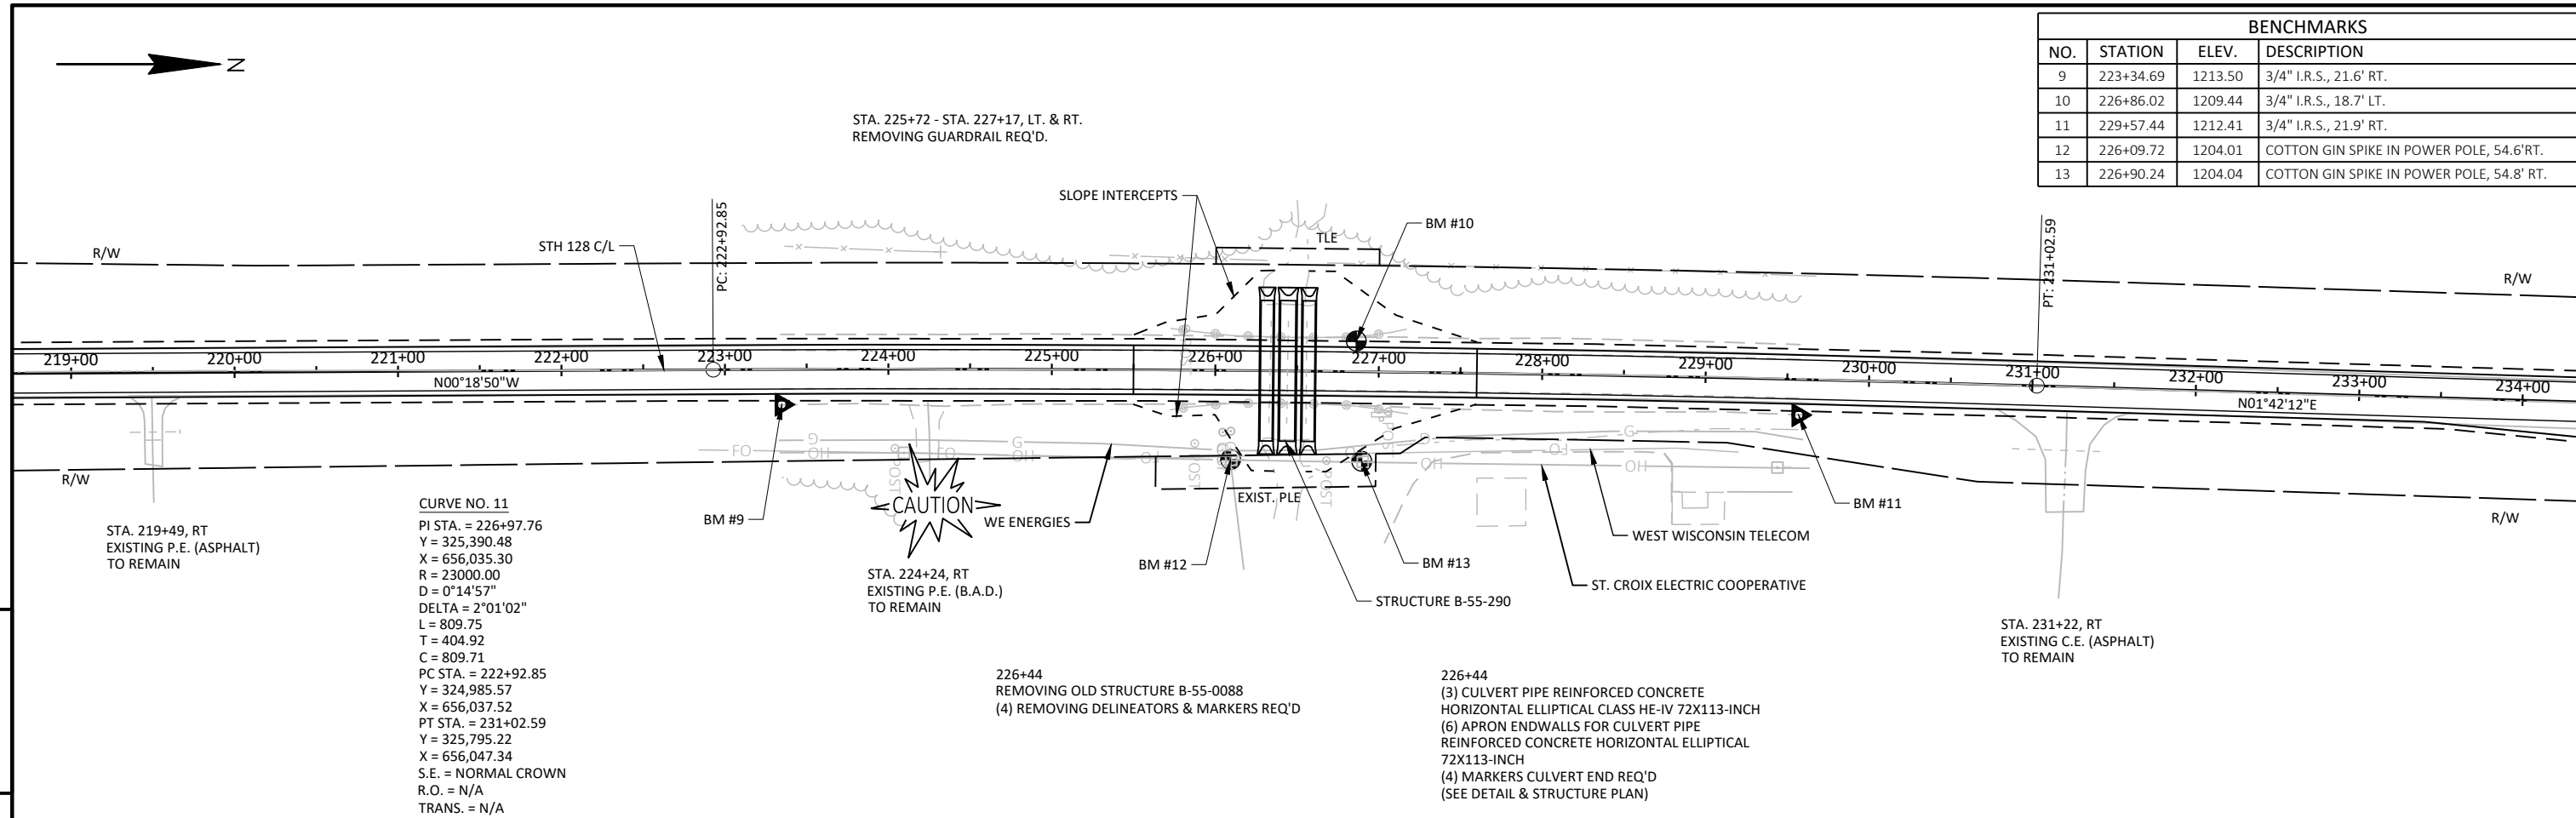 BENCHMARKS
NO. STATION ELEV. DESCRIPTION
9 223+34.69 1213.50 3/4" I.R.S., 21.6' RT.
10 226+86.02 1209.44 3/4" I.R.S., 18.7' LT.
11 229+57.44 1212.41 3/4" I.R.S., 21.9' RT.
12 226+09.72 1204.01 COTTON GIN SPIKE IN POWER POLE, 54.6'RT.
13 226+90.24 1204.04 COTTON GIN SPIKE IN POWER POLE, 54.8' RT.
N
STA. 225+72 - STA. 227+17, LT. & RT.
REMOVING GUARDRAIL REQ'D.
SLOPE INTERCEPTS
BM #10
TLE
R/W
STH 128 C/L
PC: 222+92.85
PT: 231+02.59
R/W
219+00 220+00 221+00 222+00 223+00 224+00 225+00 226+00 227+00 228+00 229+00 230+00 231+00 232+00 233+00 234+00
N00°18'50"W
N01°42'12"E
G G G
FO OH FO OH OH FO OH OH
POST POST POST POST
R/W
R/W
CAUTION
EXIST. PLE
BM #9
WE ENERGIES
BM #12
BM #13
BM #11
WEST WISCONSIN TELECOM
ST. CROIX ELECTRIC COOPERATIVE
STRUCTURE B-55-290
STA. 219+49, RT
EXISTING P.E. (ASPHALT)
TO REMAIN
CURVE NO. 11
PI STA. = 226+97.76
Y = 325,390.48
X = 656,035.30
R = 23000.00
D = 0°14'57"
DELTA = 2°01'02"
L = 809.75
T = 404.92
C = 809.71
PC STA. = 222+92.85
Y = 324,985.57
X = 656,037.52
PT STA. = 231+02.59
Y = 325,795.22
X = 656,047.34
S.E. = NORMAL CROWN
R.O. = N/A
TRANS. = N/A
STA. 224+24, RT
EXISTING P.E. (B.A.D.)
TO REMAIN
226+44
REMOVING OLD STRUCTURE B-55-0088
(4) REMOVING DELINEATORS & MARKERS REQ'D
226+44
(3) CULVERT PIPE REINFORCED CONCRETE
HORIZONTAL ELLIPTICAL CLASS HE-IV 72X113-INCH
(6) APRON ENDWALLS FOR CULVERT PIPE
REINFORCED CONCRETE HORIZONTAL ELLIPTICAL
72X113-INCH
(4) MARKERS CULVERT END REQ'D
(SEE DETAIL & STRUCTURE PLAN)
STA. 231+22, RT
EXISTING C.E. (ASPHALT)
TO REMAIN